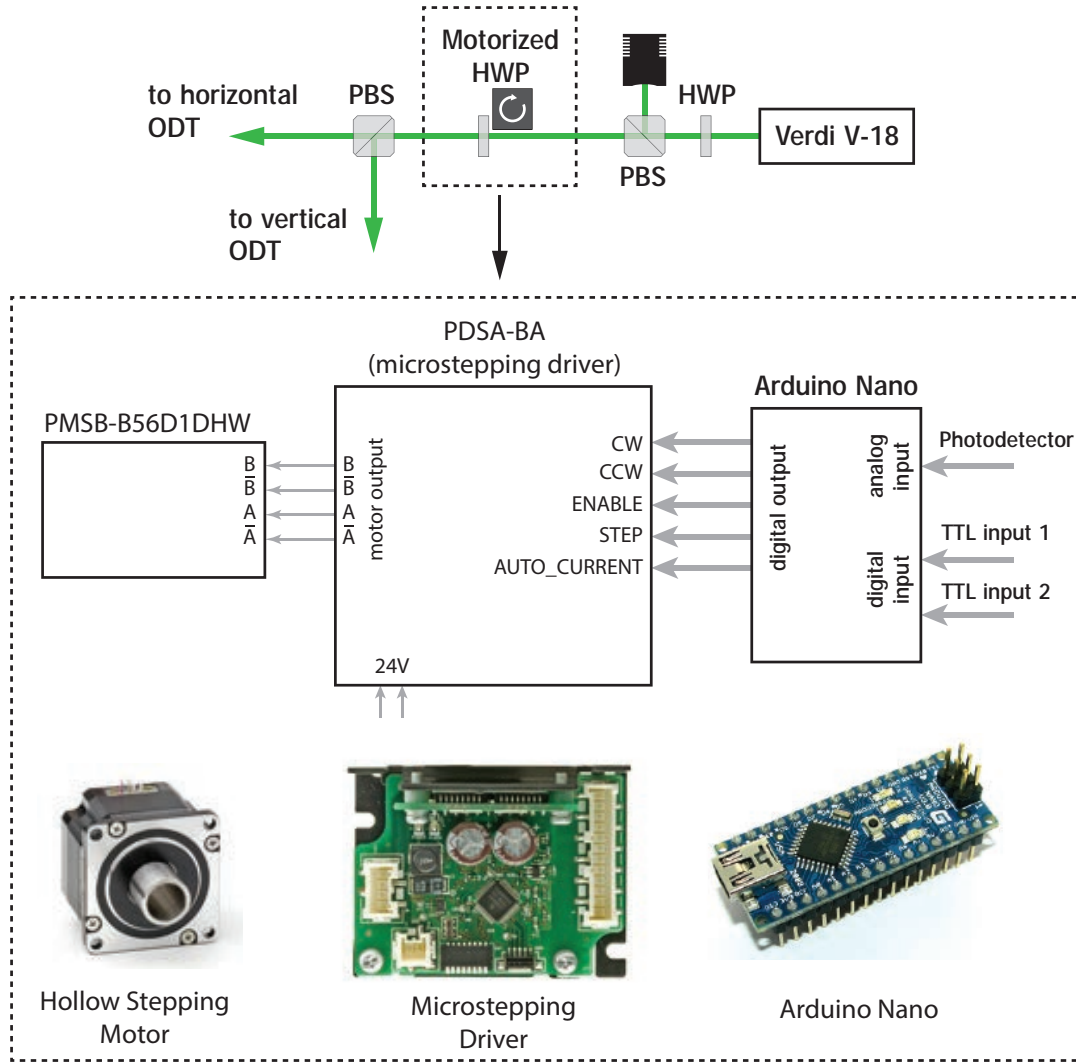 Motorized
HWP
to horizontal
ODT
PBS
HWP
Verdi V-18
PBS
to vertical
ODT
PDSA-BA
(microstepping driver)
Arduino Nano
PMSB-B56D1DHW
B
B̅
A
A̅
B
B̅
A
A̅
motor output
CW
CCW
ENABLE
STEP
AUTO_CURRENT
24V
digital output
analog
input
digital
input
Photodetector
TTL input 1
TTL input 2
Hollow Stepping
Motor
Microstepping
Driver
Arduino Nano